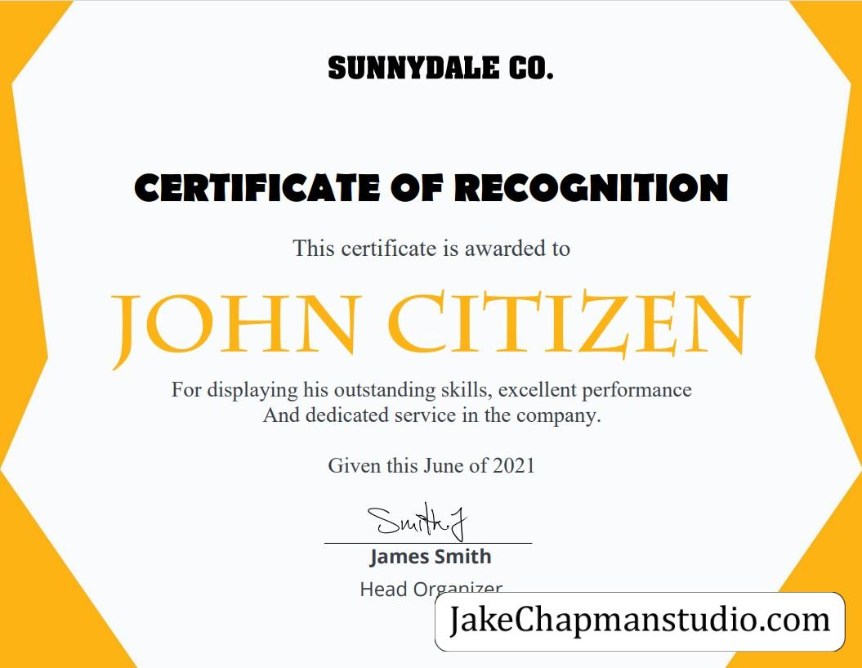 SUNNYDALE CO.
CERTIFICATE OF RECOGNITION
This certificate is awarded to
JOHN CITIZEN
For displaying his outstanding skills, excellent performance
And dedicated service in the company.
Given this June of 2021
Smith J
James Smith
Head Organizer
JakeChapmanstudio.com